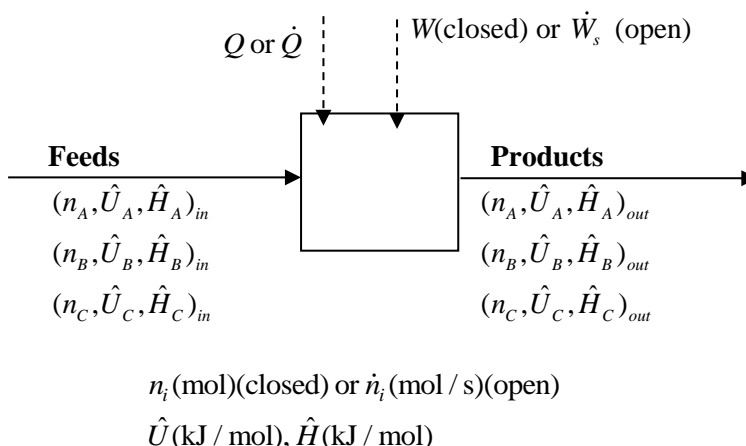 Q or Q̇
W(closed) or Ẇ_s (open)
Feeds
Products
(n_A, Û_A, Ĥ_A)_in
(n_A, Û_A, Ĥ_A)_out
(n_B, Û_B, Ĥ_B)_in
(n_B, Û_B, Ĥ_B)_out
(n_C, Û_C, Ĥ_C)_in
(n_C, Û_C, Ĥ_C)_out
n_i (mol)(closed) or ṅ_i (mol / s)(open)
Û(kJ / mol), Ĥ(kJ / mol)